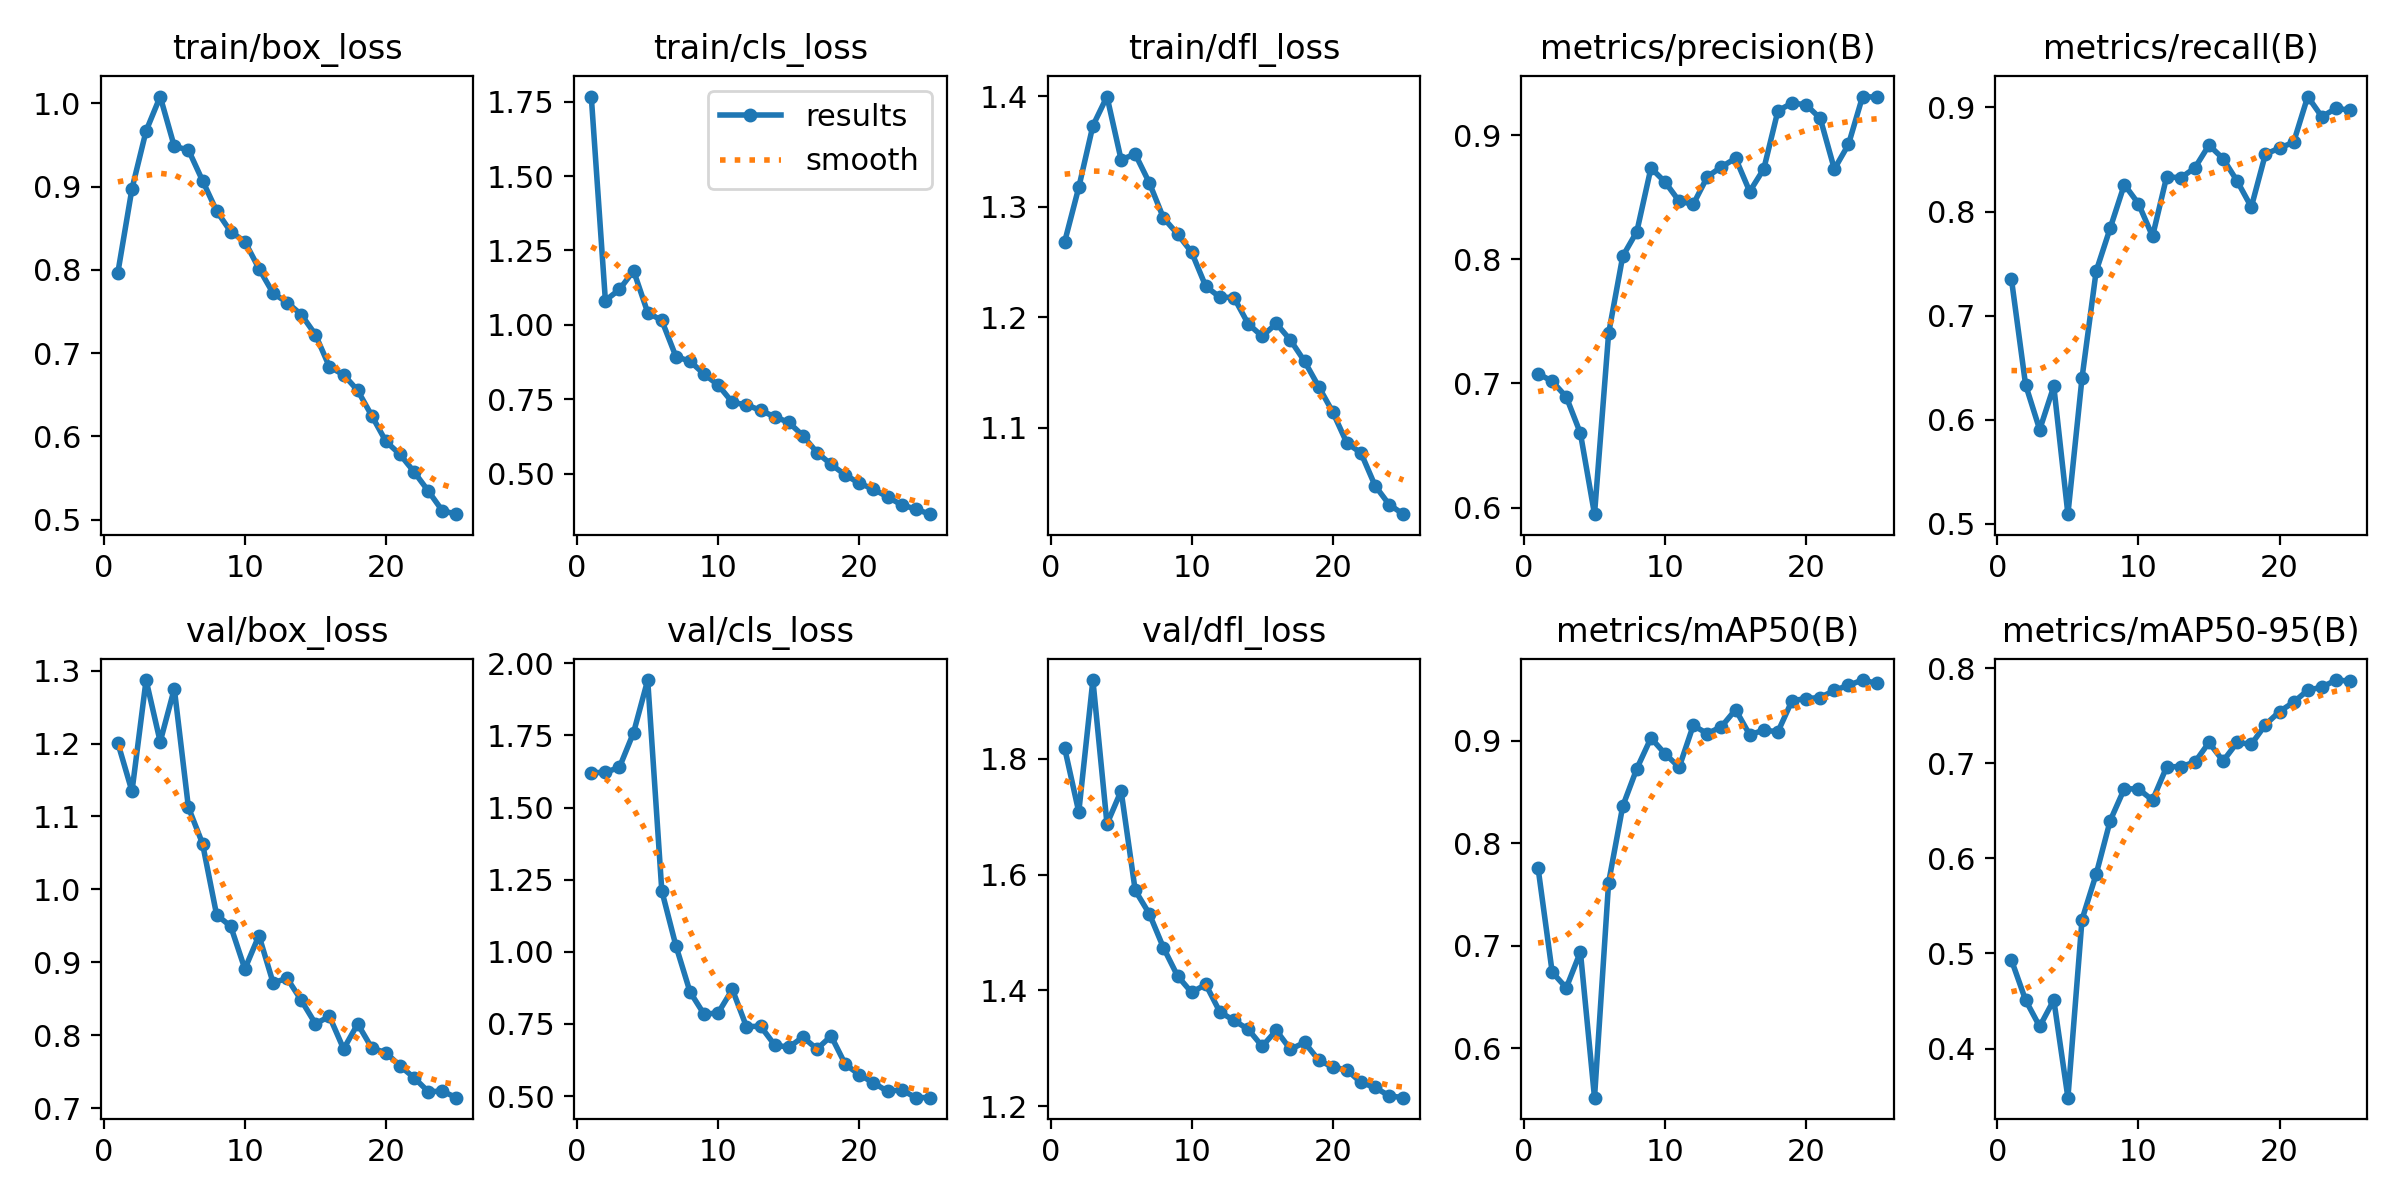 train/box_loss
train/cls_loss
train/dfl_loss
metrics/precision(B)
metrics/recall(B)
1.0
0.9
0.8
0.7
0.6
0.5
0 10 20
1.75
1.50
1.25
1.00
0.75
0.50
results
smooth
0 10 20
1.4
1.3
1.2
1.1
0 10 20
0.9
0.8
0.7
0.6
0 10 20
0.9
0.8
0.7
0.6
0.5
0 10 20
val/box_loss
val/cls_loss
val/dfl_loss
metrics/mAP50(B)
metrics/mAP50-95(B)
1.3
1.2
1.1
1.0
0.9
0.8
0.7
0 10 20
2.00
1.75
1.50
1.25
1.00
0.75
0.50
0 10 20
1.8
1.6
1.4
1.2
0 10 20
0.9
0.8
0.7
0.6
0 10 20
0.8
0.7
0.6
0.5
0.4
0 10 20